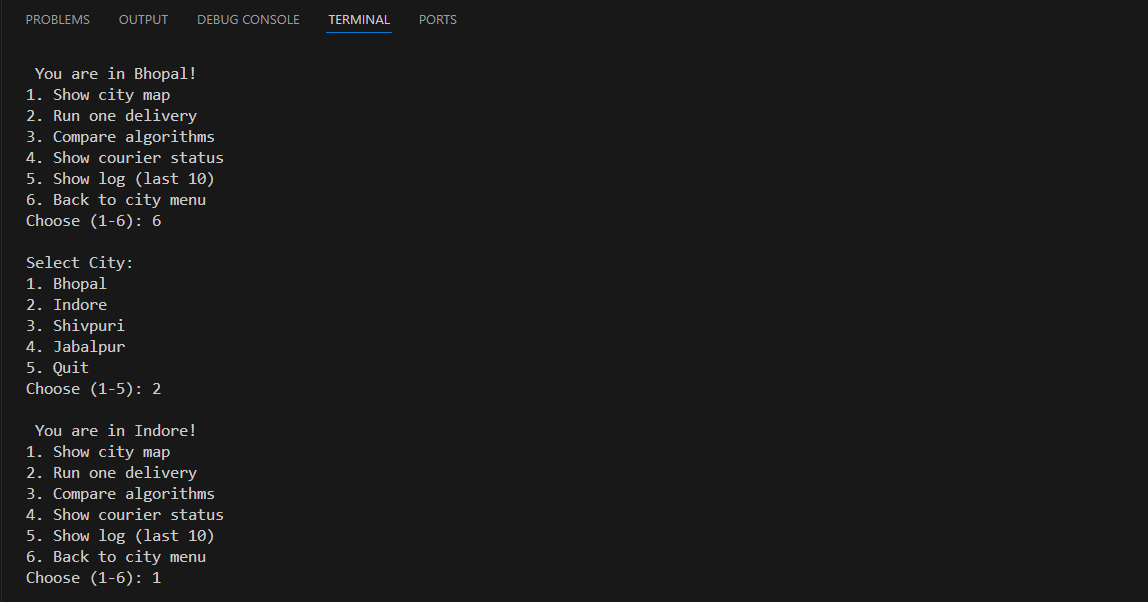 PROBLEMS OUTPUT DEBUG CONSOLE TERMINAL PORTS
You are in Bhopal!
1. Show city map
2. Run one delivery
3. Compare algorithms
4. Show courier status
5. Show log (last 10)
6. Back to city menu
Choose (1-6): 6
Select City:
1. Bhopal
2. Indore
3. Shivpuri
4. Jabalpur
5. Quit
Choose (1-5): 2
You are in Indore!
1. Show city map
2. Run one delivery
3. Compare algorithms
4. Show courier status
5. Show log (last 10)
6. Back to city menu
Choose (1-6): 1